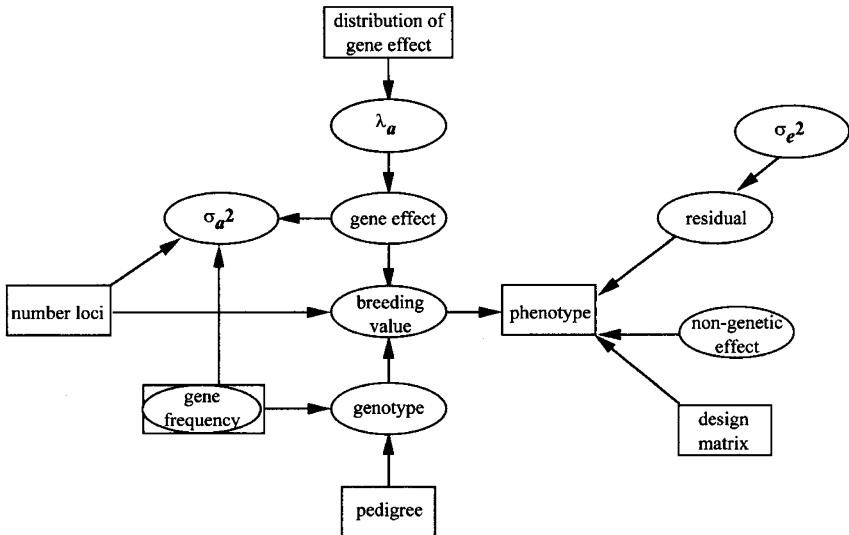 distribution of
gene effect
λa
σe2
σa2
gene effect
residual
number loci
breeding
value
phenotype
non-genetic
effect
gene
frequency
genotype
design
matrix
pedigree